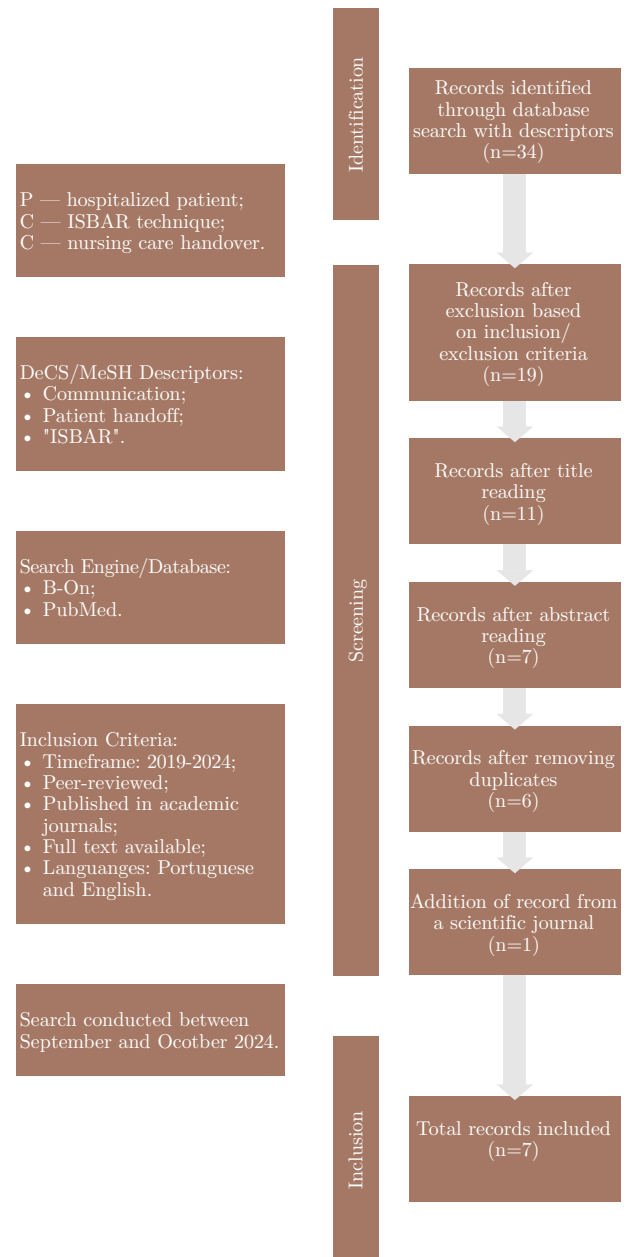 P — hospitalized patient;
C — ISBAR technique;
C — nursing care handover.
DeCS/MeSH Descriptors:
• Communication;
• Patient handoff;
• "ISBAR".
Search Engine/Database:
• B-On;
• PubMed.
Inclusion Criteria:
• Timeframe: 2019-2024;
• Peer-reviewed;
• Published in academic
journals;
• Full text available;
• Languanges: Portuguese
and English.
Search conducted between
September and Ocotber 2024.
Identification
Screening
Inclusion
Records identified
through database
search with descriptors
(n=34)
Records after
exclusion based
on inclusion/
exclusion criteria
(n=19)
Records after title
reading
(n=11)
Records after abstract
reading
(n=7)
Records after removing
duplicates
(n=6)
Addition of record from
a scientific journal
(n=1)
Total records included
(n=7)